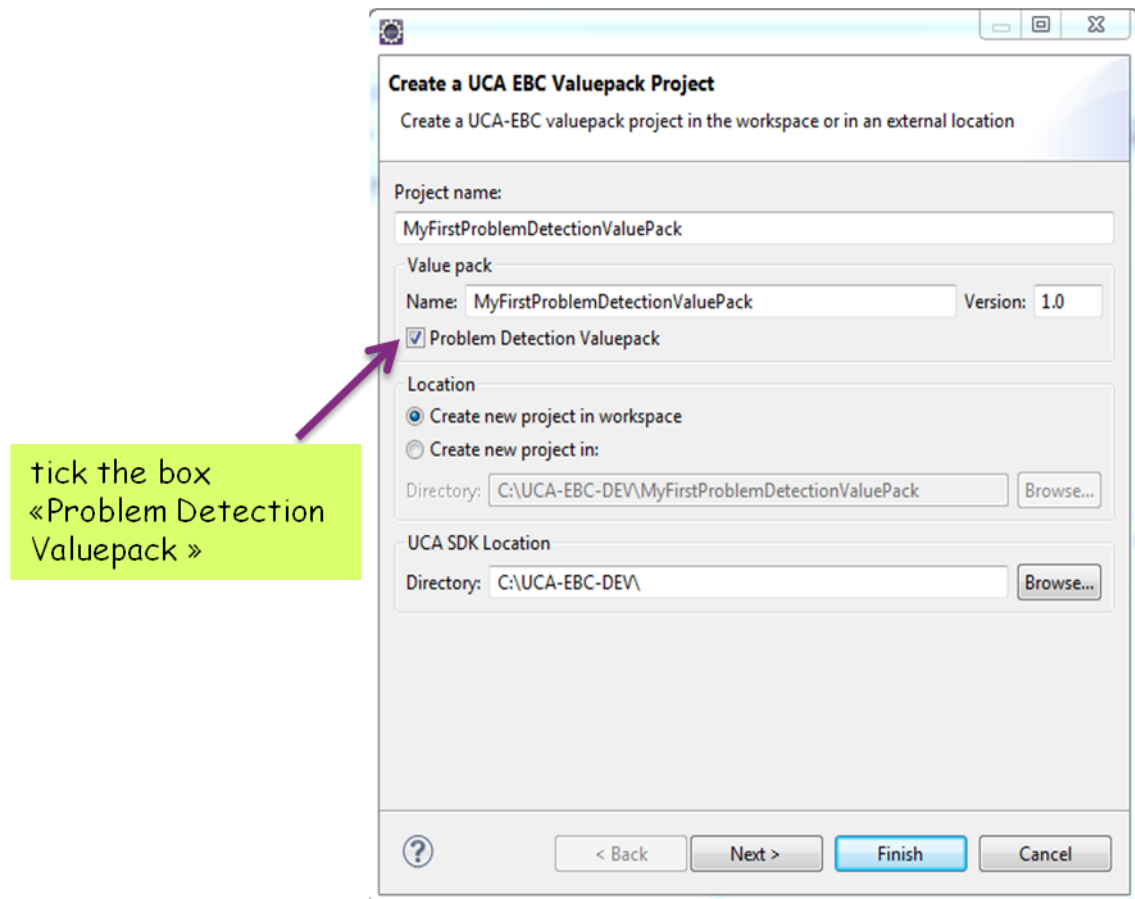 Create a UCA EBC Valuepack Project
Create a UCA-EBC valuepack project in the workspace or in an external location
Project name:
MyFirstProblemDetectionValuePack
Value pack
Name: MyFirstProblemDetectionValuePack Version: 1.0
Problem Detection Valuepack
Location
Create new project in workspace
Create new project in:
Directory: C:\UCA-EBC-DEV\MyFirstProblemDetectionValuePack Browse...
UCA SDK Location
Directory: C:\UCA-EBC-DEV\ Browse...
? < Back Next > Finish Cancel
tick the box
«Problem Detection
Valuepack »